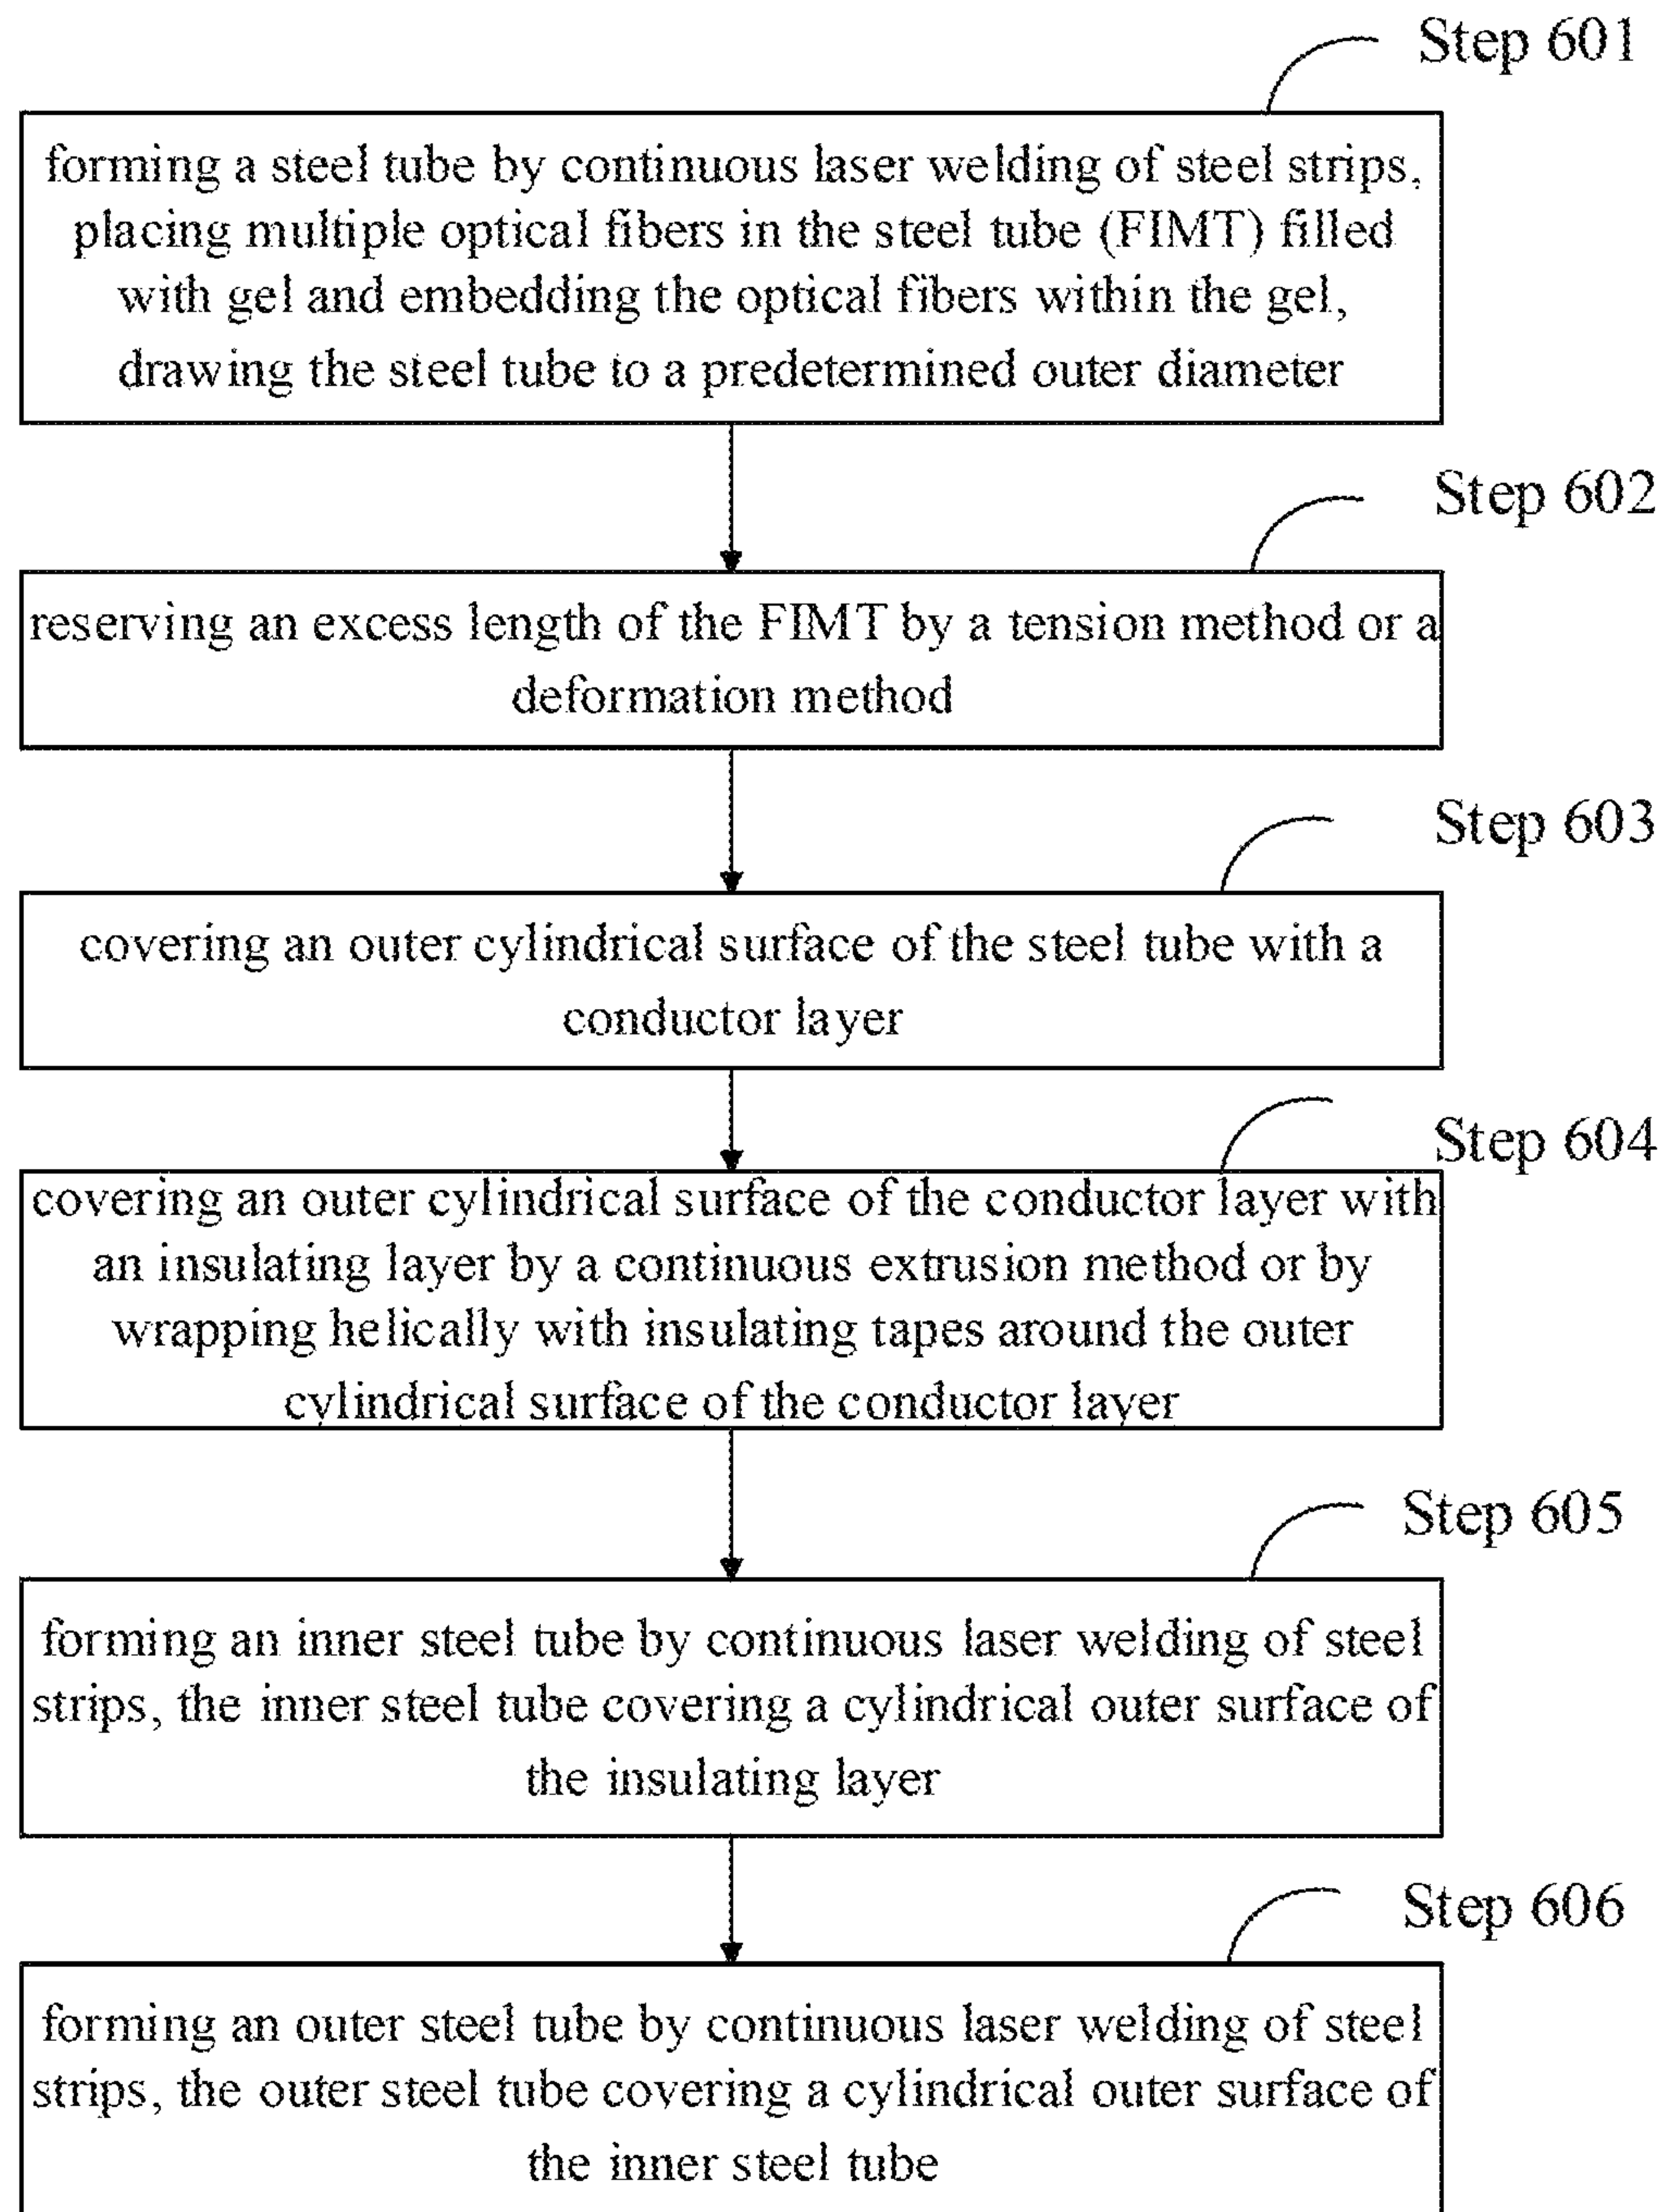 Step 601
forming a steel tube by continuous laser welding of steel strips,
placing multiple optical fibers in the steel tube (FIMT) filled
with gel and embedding the optical fibers within the gel,
drawing the steel tube to a predetermined outer diameter
Step 602
reserving an excess length of the FIMT by a tension method or a
deformation method
Step 603
covering an outer cylindrical surface of the steel tube with a
conductor layer
Step 604
covering an outer cylindrical surface of the conductor layer with
an insulating layer by a continuous extrusion method or by
wrapping helically with insulating tapes around the outer
cylindrical surface of the conductor layer
Step 605
forming an inner steel tube by continuous laser welding of steel
strips, the inner steel tube covering a cylindrical outer surface of
the insulating layer
Step 606
forming an outer steel tube by continuous laser welding of steel
strips, the outer steel tube covering a cylindrical outer surface of
the inner steel tube